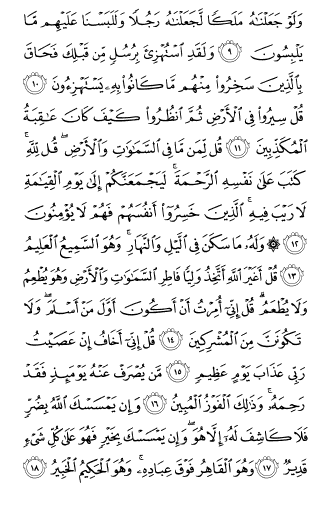 وَلَوْ جَعَلْنَٰهُ مَلَكًا لَّجَعَلْنَٰهُ رَجُلًا وَلَلَبَسْنَا عَلَيْهِم مَّا
يَلْبِسُونَ ٩ وَلَقَدِ ٱسْتُهْزِئَ بِرُسُلٍ مِّن قَبْلِكَ فَحَاقَ
بِٱلَّذِينَ سَخِرُوا۟ مِنْهُم مَّا كَانُوا۟ بِهِۦ يَسْتَهْزِءُونَ ١٠
قُلْ سِيرُوا۟ فِى ٱلْأَرْضِ ثُمَّ ٱنظُرُوا۟ كَيْفَ كَانَ عَٰقِبَةُ
ٱلْمُكَذِّبِينَ ١١ قُل لِّمَن مَّا فِى ٱلسَّمَٰوَٰتِ وَٱلْأَرْضِ ۖ قُل لِّلَّهِ ۚ
كَتَبَ عَلَىٰ نَفْسِهِ ٱلرَّحْمَةَ ۚ لَيَجْمَعَنَّكُمْ إِلَىٰ يَوْمِ ٱلْقِيَٰمَةِ
لَا رَيْبَ فِيهِ ۚ ٱلَّذِينَ خَسِرُوٓا۟ أَنفُسَهُمْ فَهُمْ لَا يُؤْمِنُونَ
١٢ ۞ وَلَهُۥ مَا سَكَنَ فِى ٱلَّيْلِ وَٱلنَّهَارِ ۚ وَهُوَ ٱلسَّمِيعُ ٱلْعَلِيمُ
١٣ قُلْ أَغَيْرَ ٱللَّهِ أَتَّخِذُ وَلِيًّا فَاطِرِ ٱلسَّمَٰوَٰتِ وَٱلْأَرْضِ وَهُوَ يُطْعِمُ
وَلَا يُطْعَمُ ۗ قُلْ إِنِّىٓ أُمِرْتُ أَنْ أَكُونَ أَوَّلَ مَنْ أَسْلَمَ ۖ وَلَا
تَكُونَنَّ مِنَ ٱلْمُشْرِكِينَ ١٤ قُلْ إِنِّىٓ أَخَافُ إِنْ عَصَيْتُ
رَبِّى عَذَابَ يَوْمٍ عَظِيمٍ ١٥ مَّن يُصْرَفْ عَنْهُ يَوْمَئِذٍ فَقَدْ
رَحِمَهُۥ ۚ وَذَٰلِكَ ٱلْفَوْزُ ٱلْمُبِينُ ١٦ وَإِن يَمْسَسْكَ ٱللَّهُ بِضُرٍّ
فَلَا كَاشِفَ لَهُۥٓ إِلَّا هُوَ ۖ وَإِن يَمْسَسْكَ بِخَيْرٍ فَهُوَ عَلَىٰ كُلِّ شَىْءٍ
قَدِيرٌ ١٧ وَهُوَ ٱلْقَاهِرُ فَوْقَ عِبَادِهِۦ ۚ وَهُوَ ٱلْحَكِيمُ ٱلْخَبِيرُ ١٨